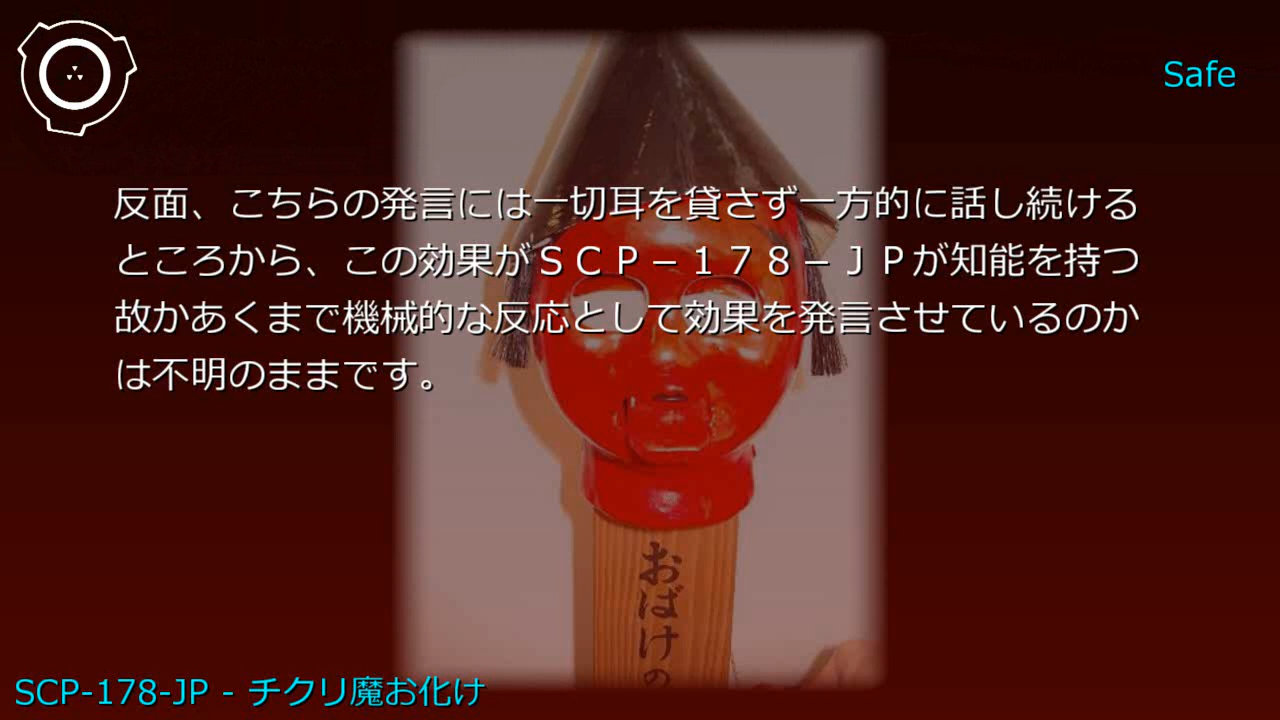 Safe
反面、こちらの発言には一切耳を貸さず一方的に話し続ける
ところから、この効果がＳＣＰ－１７８－ＪＰが知能を持つ
故かあくまで機械的な反応として効果を発言させているのか
は不明のままです。
おばけの
SCP-178-JP - チクリ魔お化け